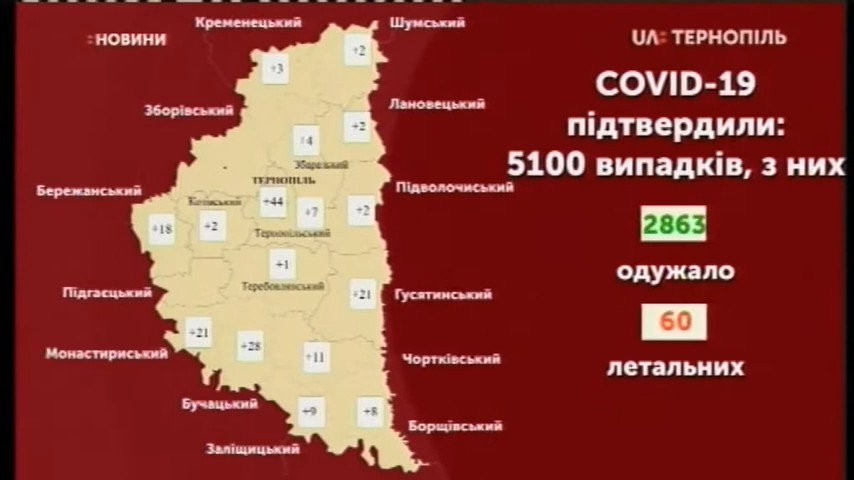 Кременецький
Шумський
:НОВИНИ
UA: ТЕРНОПІЛЬ
+2
+3
COVID-19
Зборівський
Лановецький
+2
підтвердили:
+4
Збаразький
5100 випадків, з них
ТЕРНОПІЛЬ
Бережанський
Підволочиський
Козівський
+44
+7
+2
2863
+18
+2
Тернопільський
+1
одужало
Теребовлянський
Підгаєцький
+21
Гусятинський
60
+21
+28
Монастириський
+11
Чортківський
летальних
Бучацький
+9
+8
Борщівський
Заліщицький